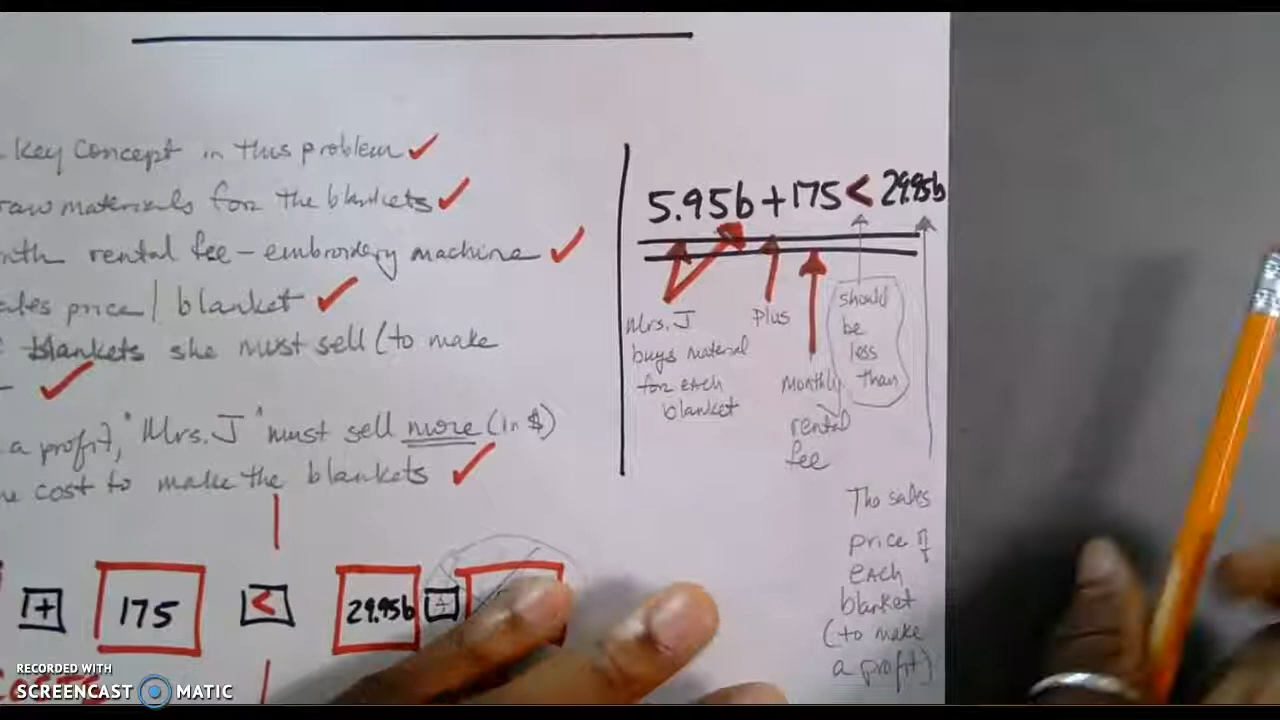 Key concept in this problem
raw materials for the blankets
nth rental fee - embroidery machine
ales price / blanket
blankets she must sell (to make
a profit, "Mrs. J" must sell more (in $)
cost to make the blankets
+ 175 < 29.95b +
5.95b + 175 < 29.95b
Mrs. J
buys material
for each
blanket
Plus
Monthly
rental
fee
should
be
less
than
The sales
price of
each
blanket
(to make
a profit)
RECORDED WITH
SCREENCAST MATIC